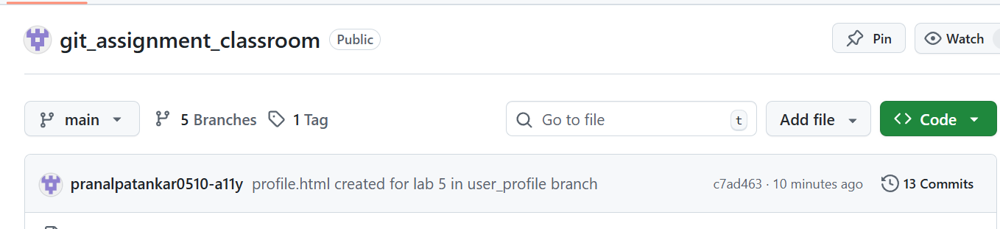 git_assignment_classroom Public Pin Watch
main 5 Branches 1 Tag Go to file t Add file Code
pranalpatankar0510-a11y profile.html created for lab 5 in user_profile branch c7ad463 · 10 minutes ago 13 Commits